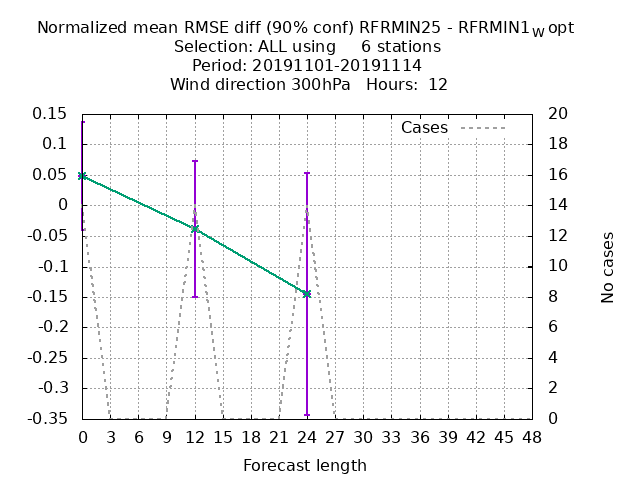 Normalized mean RMSE diff (90% conf) RFRMIN25 - RFRMIN1w opt
Selection: ALL using 6 stations
Period: 20191101-20191114
Wind direction 300hPa Hours: 12
Cases
0.15
0.1
0.05
0
-0.05
-0.1
-0.15
-0.2
-0.25
-0.3
-0.35
20
18
16
14
12
10
8
6
4
2
0
No cases
0 3 6 9 12 15 18 21 24 27 30 33 36 39 42 45 48
Forecast length